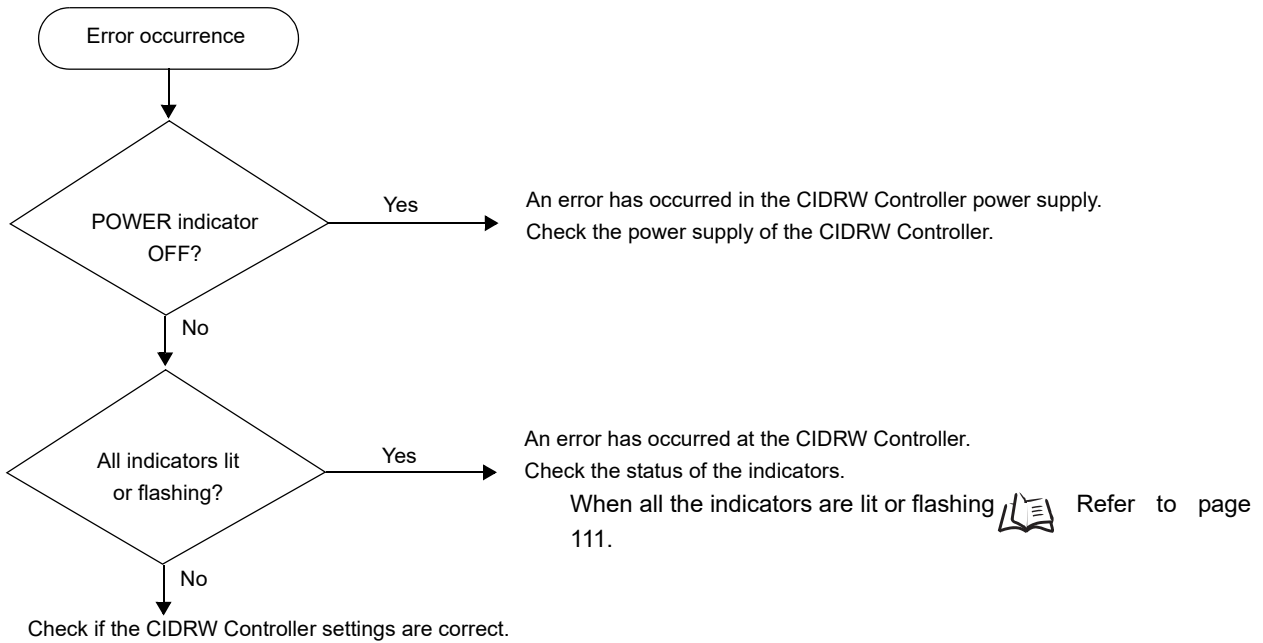 Error occurrence
POWER indicator
OFF?
Yes
An error has occurred in the CIDRW Controller power supply.
Check the power supply of the CIDRW Controller.
No
All indicators lit
or flashing?
Yes
An error has occurred at the CIDRW Controller.
Check the status of the indicators.
When all the indicators are lit or flashing Refer to page
111.
No
Check if the CIDRW Controller settings are correct.